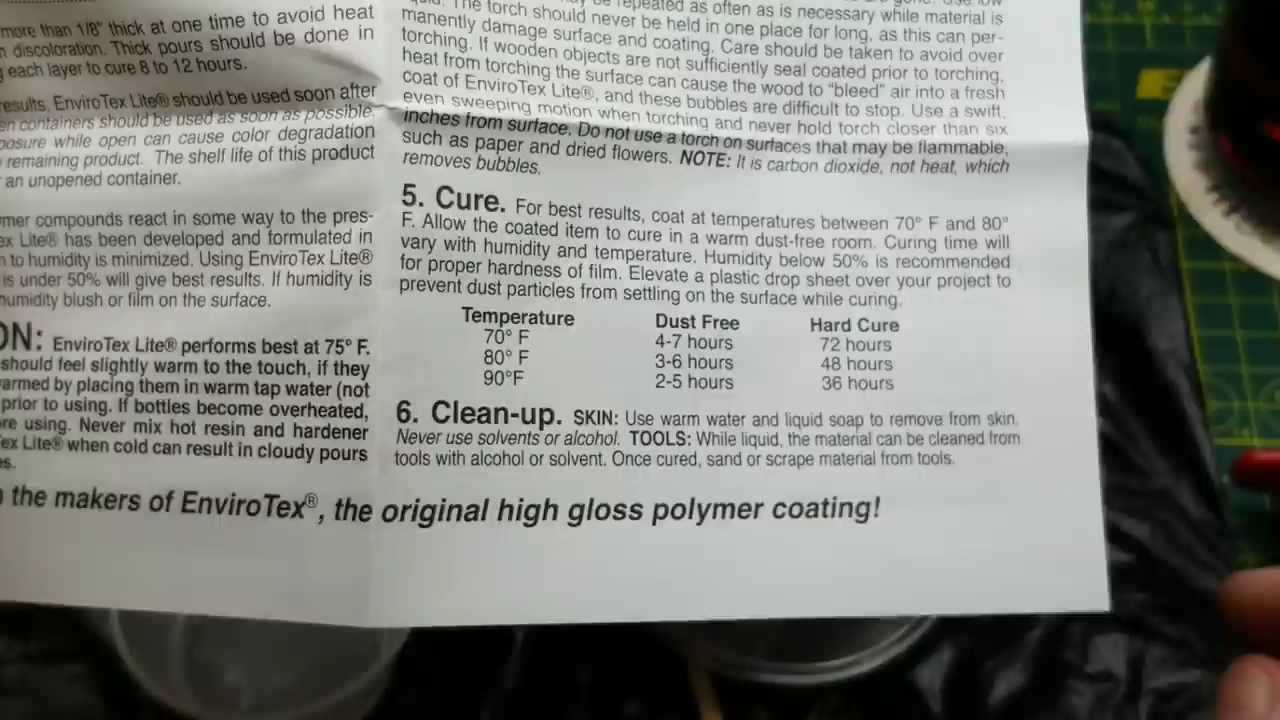 more than 1/8" thick at one time to avoid heat
discoloration. Thick pours should be done in
each layer to cure 8 to 12 hours.
results, EnviroTex Lite® should be used soon after
containers should be used as soon as possible.
posure while open can cause color degradation
remaining product. The shelf life of this product
an unopened container.
mer compounds react in some way to the pres-
ex Lite® has been developed and formulated in
to humidity is minimized. Using EnviroTex Lite®
is under 50% will give best results. If humidity is
humidity blush or film on the surface.
ON: EnviroTex Lite® performs best at 75° F.
should feel slightly warm to the touch, if they
armed by placing them in warm tap water (not
prior to using. If bottles become overheated,
re using. Never mix hot resin and hardener
ex Lite® when cold can result in cloudy pours
es.
be repeated as often as is necessary while material is
The torch should never be held in one place for long, as this can per-
manently damage surface and coating. Care should be taken to avoid over
torching. If wooden objects are not sufficiently seal coated prior to torching,
heat from torching the surface can cause the wood to "bleed" air into a fresh
coat of EnviroTex Lite®, and these bubbles are difficult to stop. Use a swift,
even sweeping motion when torching and never hold torch closer than six
inches from surface. Do not use a torch on surfaces that may be flammable,
such as paper and dried flowers. NOTE: It is carbon dioxide, not heat, which
removes bubbles.
5. Cure. For best results, coat at temperatures between 70° F and 80°
F. Allow the coated item to cure in a warm dust-free room. Curing time will
vary with humidity and temperature. Humidity below 50% is recommended
for proper hardness of film. Elevate a plastic drop sheet over your project to
prevent dust particles from settling on the surface while curing.
Temperature Dust Free Hard Cure
70° F 4-7 hours 72 hours
80° F 3-6 hours 48 hours
90°F 2-5 hours 36 hours
6. Clean-up. SKIN: Use warm water and liquid soap to remove from skin.
Never use solvents or alcohol. TOOLS: While liquid, the material can be cleaned from
tools with alcohol or solvent. Once cured, sand or scrape material from tools.
the makers of EnviroTex®, the original high gloss polymer coating!